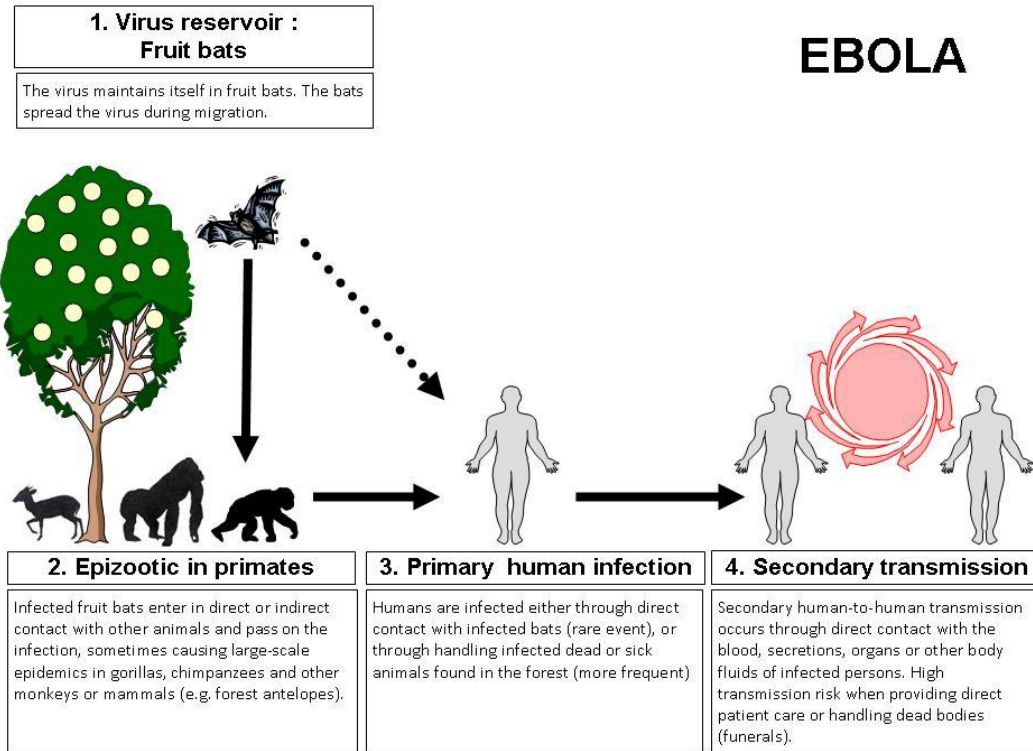 1. Virus reservoir :
Fruit bats
The virus maintains itself in fruit bats. The bats
spread the virus during migration.
EBOLA
2. Epizootic in primates
Infected fruit bats enter in direct or indirect
contact with other animals and pass on the
infection, sometimes causing large-scale
epidemics in gorillas, chimpanzees and other
monkeys or mammals (e.g. forest antelopes).
3. Primary human infection
Humans are infected either through direct
contact with infected bats (rare event), or
through handling infected dead or sick
animals found in the forest (more frequent)
4. Secondary transmission
Secondary human-to-human transmission
occurs through direct contact with the
blood, secretions, organs or other body
fluids of infected persons. High
transmission risk when providing direct
patient care or handling dead bodies
(funerals).